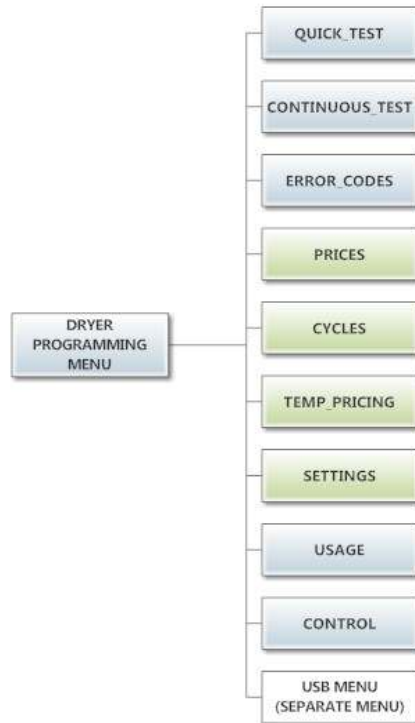 QUICK_TEST
CONTINUOUS_TEST
ERROR_CODES
PRICES
DRYER
PROGRAMMING
MENU
CYCLES
TEMP_PRICING
SETTINGS
USAGE
CONTROL
USB MENU
(SEPARATE MENU)